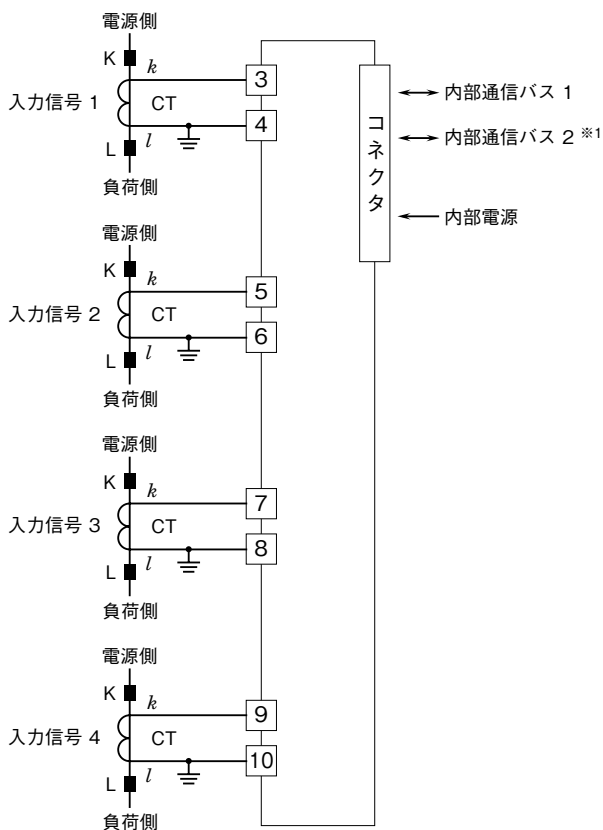 電源側
K
k
3
入力信号 1
CT
4
L
l
負荷側
コネクタ
内部通信バス 1
内部通信バス 2 ※1
内部電源
電源側
K
k
5
入力信号 2
CT
6
L
l
負荷側
電源側
K
k
7
入力信号 3
CT
8
L
l
負荷側
電源側
K
k
9
入力信号 4
CT
10
L
l
負荷側